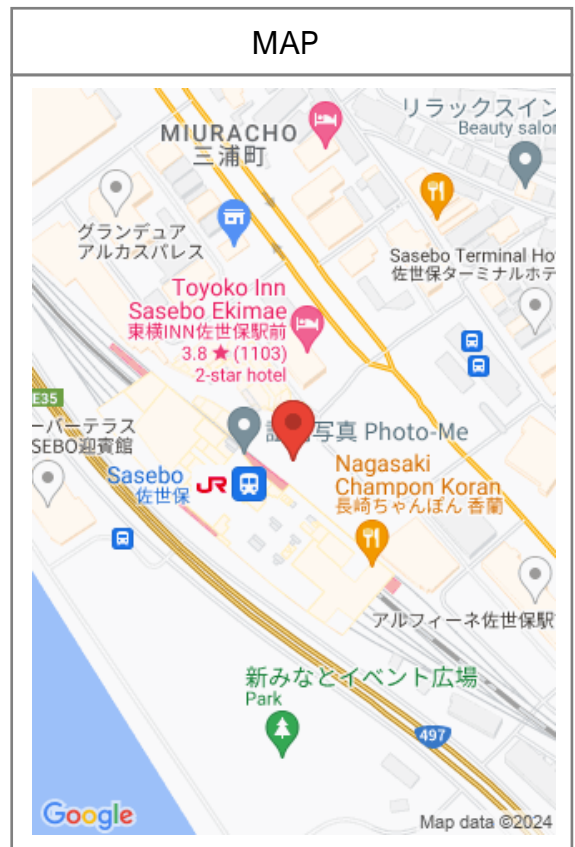 MAP
リラックスイン
Beauty salon
MIURACHO
三浦町
グランデュア
アルカスパレス
Sasebo Terminal Ho
佐世保ターミナルホテ
Toyoko Inn
Sasebo Ekimae
東横INN佐世保駅前
3.8 ★ (1103)
2-star hotel
E35
ーバーテラス
SEBO迎賓館
写真 Photo-Me
Sasebo
佐世保
JR
Nagasaki
Champon Koran
長崎ちゃんぽん 香蘭
アルフィーネ佐世保駅
新みなとイベント広場
Park
497
Google
Map data ©2024